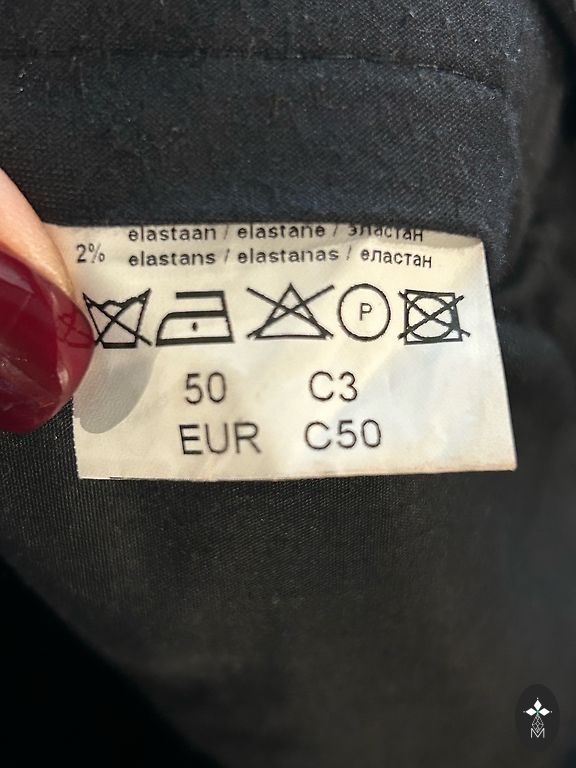 elastaan / elastane / эластан
2% elastans / elastanas / еластан
P
50 C3
EUR C50
M